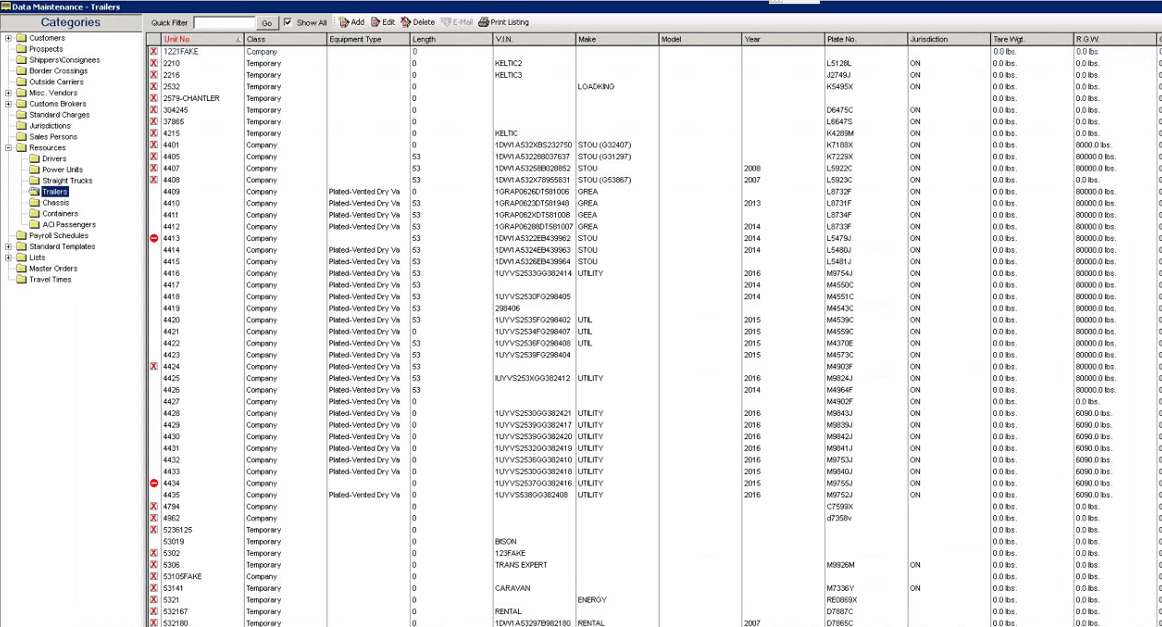 Data Maintenance - Trailers
Categories
Quick Filter Go Show All Add Edit Delete E-Mail Print Listing
Customers
Prospects
Shippers\Consignees
Border Crossings
Outside Carriers
Misc. Vendors
Customs Brokers
Standard Charges
Jurisdictions
Sales Persons
Resources
Drivers
Power Units
Straight Trucks
Trailers
Chassis
Containers
ACI Passengers
Payroll Schedules
Standard Templates
Lists
Master Orders
Travel Times
Unit No Class Equipment Type Length V.I.N. Make Model Year Plate No. Jurisdiction Tare Wgt. R.G.W.
1221FAKE Company 0 0.0 lbs. 0.0 lbs.
2210 Temporary 0 KELTIC2 L5128L ON 0.0 lbs. 0.0 lbs.
2216 Temporary 0 KELTIC3 J2749J ON 0.0 lbs. 0.0 lbs.
2532 Temporary 0 LOADKING K5495X ON 0.0 lbs. 0.0 lbs.
2579-CHANTLER Temporary 0 0.0 lbs. 0.0 lbs.
304245 Temporary 0 D6475C ON 0.0 lbs. 0.0 lbs.
37865 Temporary 0 L6647S ON 0.0 lbs. 0.0 lbs.
4215 Temporary 0 KELTIC K4289M ON 0.0 lbs. 0.0 lbs.
4401 Company 0 1DW1A532XBS232750 STOU (G32407) K7188X ON 0.0 lbs. 8000.0 lbs.
4405 Company 53 1DW1A532288037637 STOU (G31297) K7229X ON 0.0 lbs. 80000.0 lbs.
4407 Company 53 1DW1A53258B028852 STOU 2008 L5922C ON 0.0 lbs. 80000.0 lbs.
4408 Company 53 1DW1A532X78955831 STOU (G53867) 2007 L5923C ON 0.0 lbs. 0.0 lbs.
4409 Company Plated-Vented Dry Va 53 1GRAP0626DT581006 GREA L8732F ON 0.0 lbs. 80000.0 lbs.
4410 Company Plated-Vented Dry Va 53 1GRAP0623DT581948 GREA 2013 L8731F ON 0.0 lbs. 80000.0 lbs.
4411 Company Plated-Vented Dry Va 53 1GRAP062XDT581008 GEEA L8734F ON 0.0 lbs. 80000.0 lbs.
4412 Company Plated-Vented Dry Va 53 1GRAP06288DT581007 GREA 2014 L8733F ON 0.0 lbs. 80000.0 lbs.
4413 Company 53 1DW1A5322EB439962 STOU 2014 L5479J ON 0.0 lbs. 80000.0 lbs.
4414 Company Plated-Vented Dry Va 53 1DW1A5324EB439963 STOU 2014 L5480J ON 0.0 lbs. 80000.0 lbs.
4415 Company Plated-Vented Dry Va 53 1DW1A5326EB439964 STOU L5481J ON 0.0 lbs. 80000.0 lbs.
4416 Company Plated-Vented Dry Va 53 1UYVS2533GG382414 UTILITY 2016 M9754J ON 0.0 lbs. 80000.0 lbs.
4417 Company Plated-Vented Dry Va 53 2014 M4550C ON 0.0 lbs. 80000.0 lbs.
4418 Company Plated-Vented Dry Va 53 1UYVS2530FG298405 2014 M4551C ON 0.0 lbs. 80000.0 lbs.
4419 Company Plated-Vented Dry Va 53 298406 M4543C ON 0.0 lbs. 80000.0 lbs.
4420 Company Plated-Vented Dry Va 53 1UYVS2535FG298402 UTIL 2015 M4539C ON 0.0 lbs. 80000.0 lbs.
4421 Company Plated-Vented Dry Va 0 1UYVS2534FG298407 UTIL 2015 M4559C ON 0.0 lbs. 80000.0 lbs.
4422 Company Plated-Vented Dry Va 53 1UYVS2536FG298408 UTIL 2015 M4370E ON 0.0 lbs. 80000.0 lbs.
4423 Company Plated-Vented Dry Va 53 1UYVS2539FG298404 2015 M4573C ON 0.0 lbs. 80000.0 lbs.
4424 Company Plated-Vented Dry Va 53 M4903F ON 0.0 lbs. 80000.0 lbs.
4425 Company Plated-Vented Dry Va 53 IUYVS253XGG382412 UTILITY 2016 M9824J ON 0.0 lbs. 80000.0 lbs.
4426 Company Plated-Vented Dry Va 53 2014 M4964F ON 0.0 lbs. 80000.0 lbs.
4427 Company Plated-Vented Dry Va 0 M4902F ON 0.0 lbs. 0.0 lbs.
4428 Company Plated-Vented Dry Va 0 1UYVS2530GG382421 UTILITY 2016 M9843J ON 0.0 lbs. 6090.0 lbs.
4429 Company Plated-Vented Dry Va 0 1UYVS2539GG382417 UTILITY 2016 M9839J ON 0.0 lbs. 6090.0 lbs.
4430 Company Plated-Vented Dry Va 0 1UYVS2539GG382420 UTILITY 2016 M9842J ON 0.0 lbs. 6090.0 lbs.
4431 Company Plated-Vented Dry Va 0 1UYVS2532GG382419 UTILITY 2016 M9841J ON 0.0 lbs. 6090.0 lbs.
4432 Company Plated-Vented Dry Va 0 1UYVS2536GG382410 UTILITY 2016 M9753J ON 0.0 lbs. 6090.0 lbs.
4433 Company Plated-Vented Dry Va 0 1UYVS2530GG382418 UTILITY 2015 M9840J ON 0.0 lbs. 6090.0 lbs.
4434 Company 0 1UYVS2537GG382416 UTILITY 2015 M9755J ON 0.0 lbs. 6090.0 lbs.
4435 Company Plated-Vented Dry Va 0 1UYVS538GG382408 UTILITY 2016 M9752J ON 0.0 lbs. 6090.0 lbs.
4794 Company 0 C7599X 0.0 lbs. 0.0 lbs.
4962 Company 0 d7358v 0.0 lbs. 0.0 lbs.
5236125 Temporary 0 0.0 lbs. 0.0 lbs.
53019 Temporary 0 BISON 0.0 lbs. 0.0 lbs.
5302 Temporary 0 123FAKE 0.0 lbs. 0.0 lbs.
5306 Temporary 0 TRANS EXPERT M9926M ON 0.0 lbs. 0.0 lbs.
53105FAKE Company 0 0.0 lbs. 0.0 lbs.
53141 Temporary 0 CARAVAN M7336Y ON 0.0 lbs. 0.0 lbs.
5321 Temporary 0 ENERGY RE0869X 0.0 lbs. 0.0 lbs.
532167 Temporary 0 RENTAL D7887C 0.0 lbs. 0.0 lbs.
532180 Temporary 0 1DW1A53297B982180 RENTAL 2007 D7865C ON 0.0 lbs. 0.0 lbs.